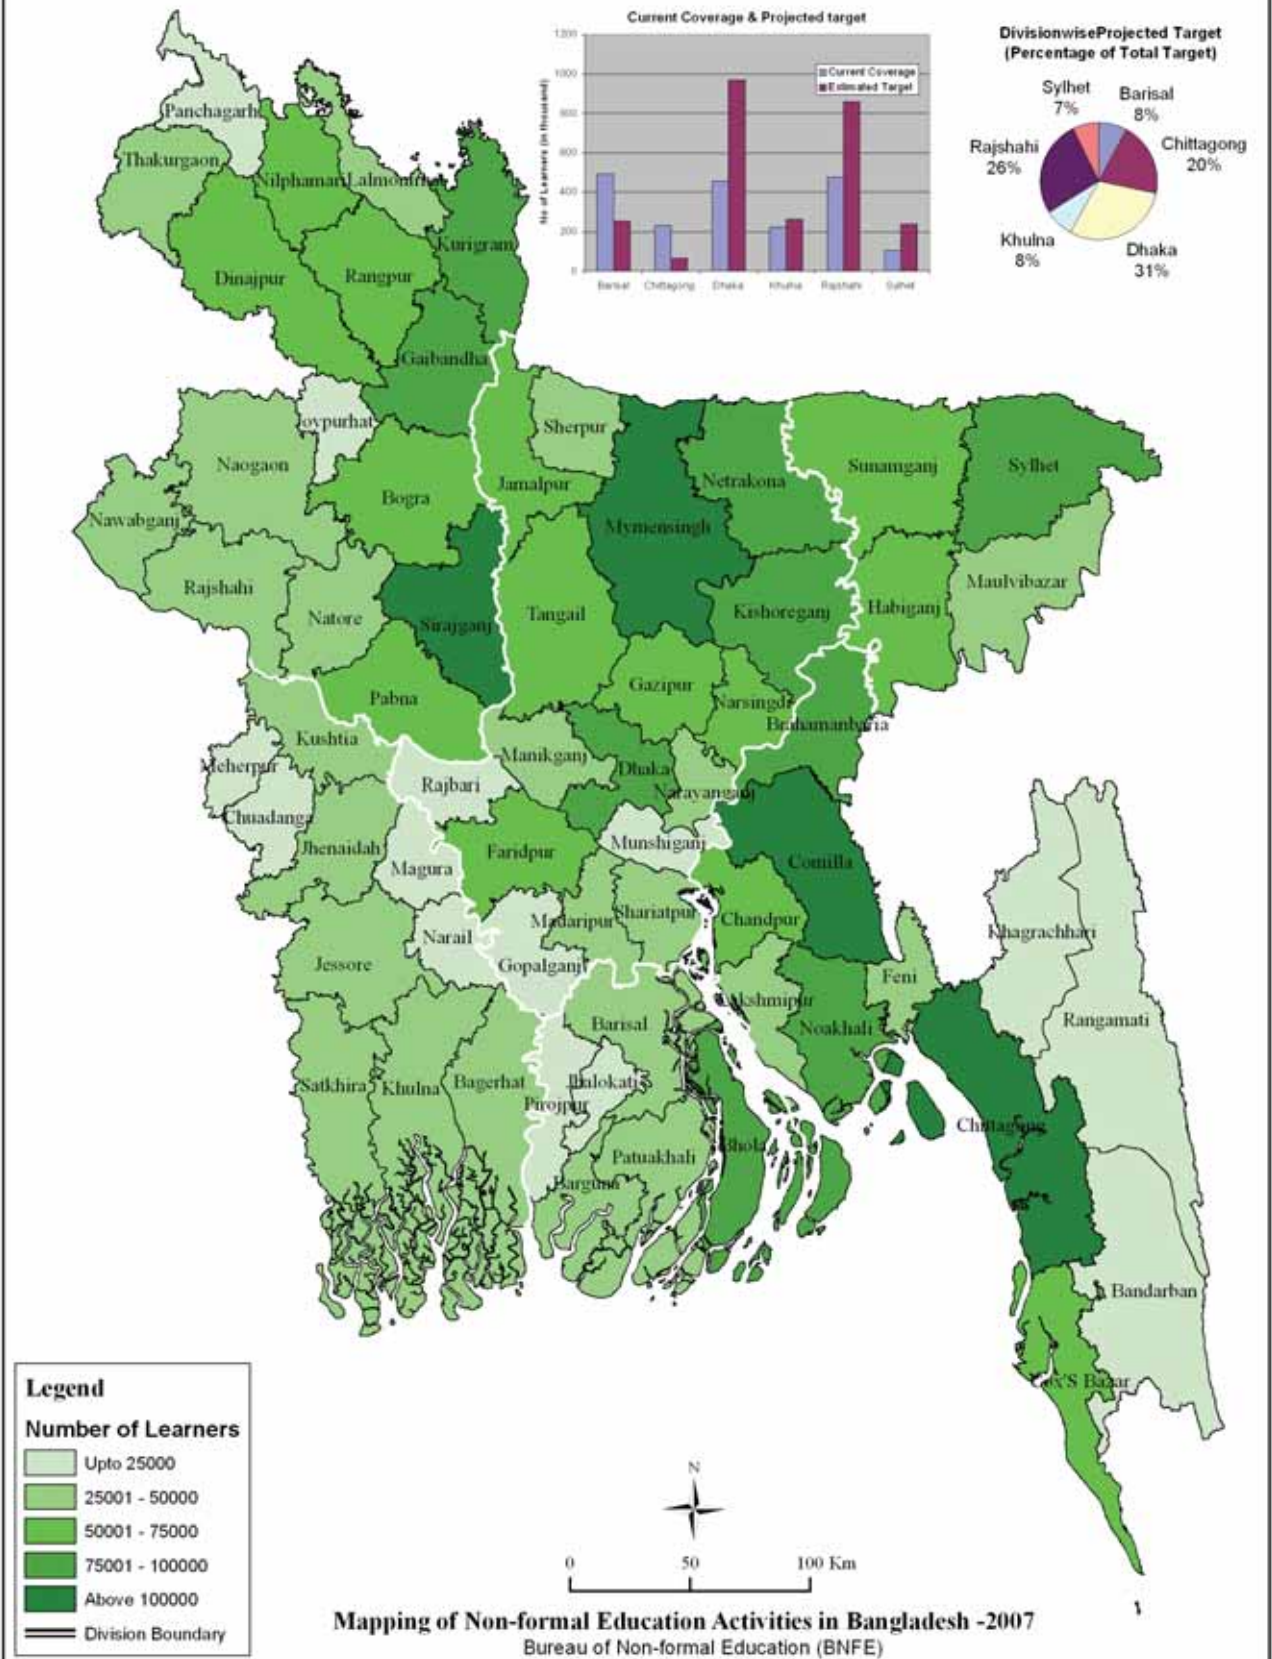 Current Coverage & Projected target
No of Learners (in thousand)
1200
1000
800
600
400
200
0
Current Coverage
Estimated Target
Barisal Chittagong Dhaka Khulna Rajshahi Sylhet
DivisionwiseProjected Target
(Percentage of Total Target)
Sylhet
7%
Barisal
8%
Rajshahi
26%
Chittagong
20%
Khulna
8%
Dhaka
31%
Panchagarh
Thakurgaon
Nilphamari
Lalmonirhat
Kurigram
Dinajpur
Rangpur
Gaibandha
Joypurhat
Sherpur
Naogaon
Bogra
Jamalpur
Netrakona
Sunamganj
Sylhet
Nawabganj
Mymensingh
Rajshahi
Natore
Sirajganj
Tangail
Kishoreganj
Habiganj
Maulvibazar
Pabna
Gazipur
Narsingdi
Brahamanbaria
Kushtia
Meherpur
Manikganj
Dhaka
Rajbari
Narayanganj
Chuadanga
Jhenaidah
Magura
Faridpur
Munshiganj
Comilla
Narail
Madaripur
Shariatpur
Chandpur
Khagrachhari
Jessore
Gopalganj
Feni
Lakshmipur
Noakhali
Rangamati
Barisal
Satkhira
Khulna
Bagerhat
Jhalokati
Pirojpur
Chittagong
Bhola
Patuakhali
Barguna
Bandarban
Cox'S Bazar
Legend
Number of Learners
Upto 25000
25001 - 50000
50001 - 75000
75001 - 100000
Above 100000
Division Boundary
N
0 50 100 Km
Mapping of Non-formal Education Activities in Bangladesh -2007
Bureau of Non-formal Education (BNFE)